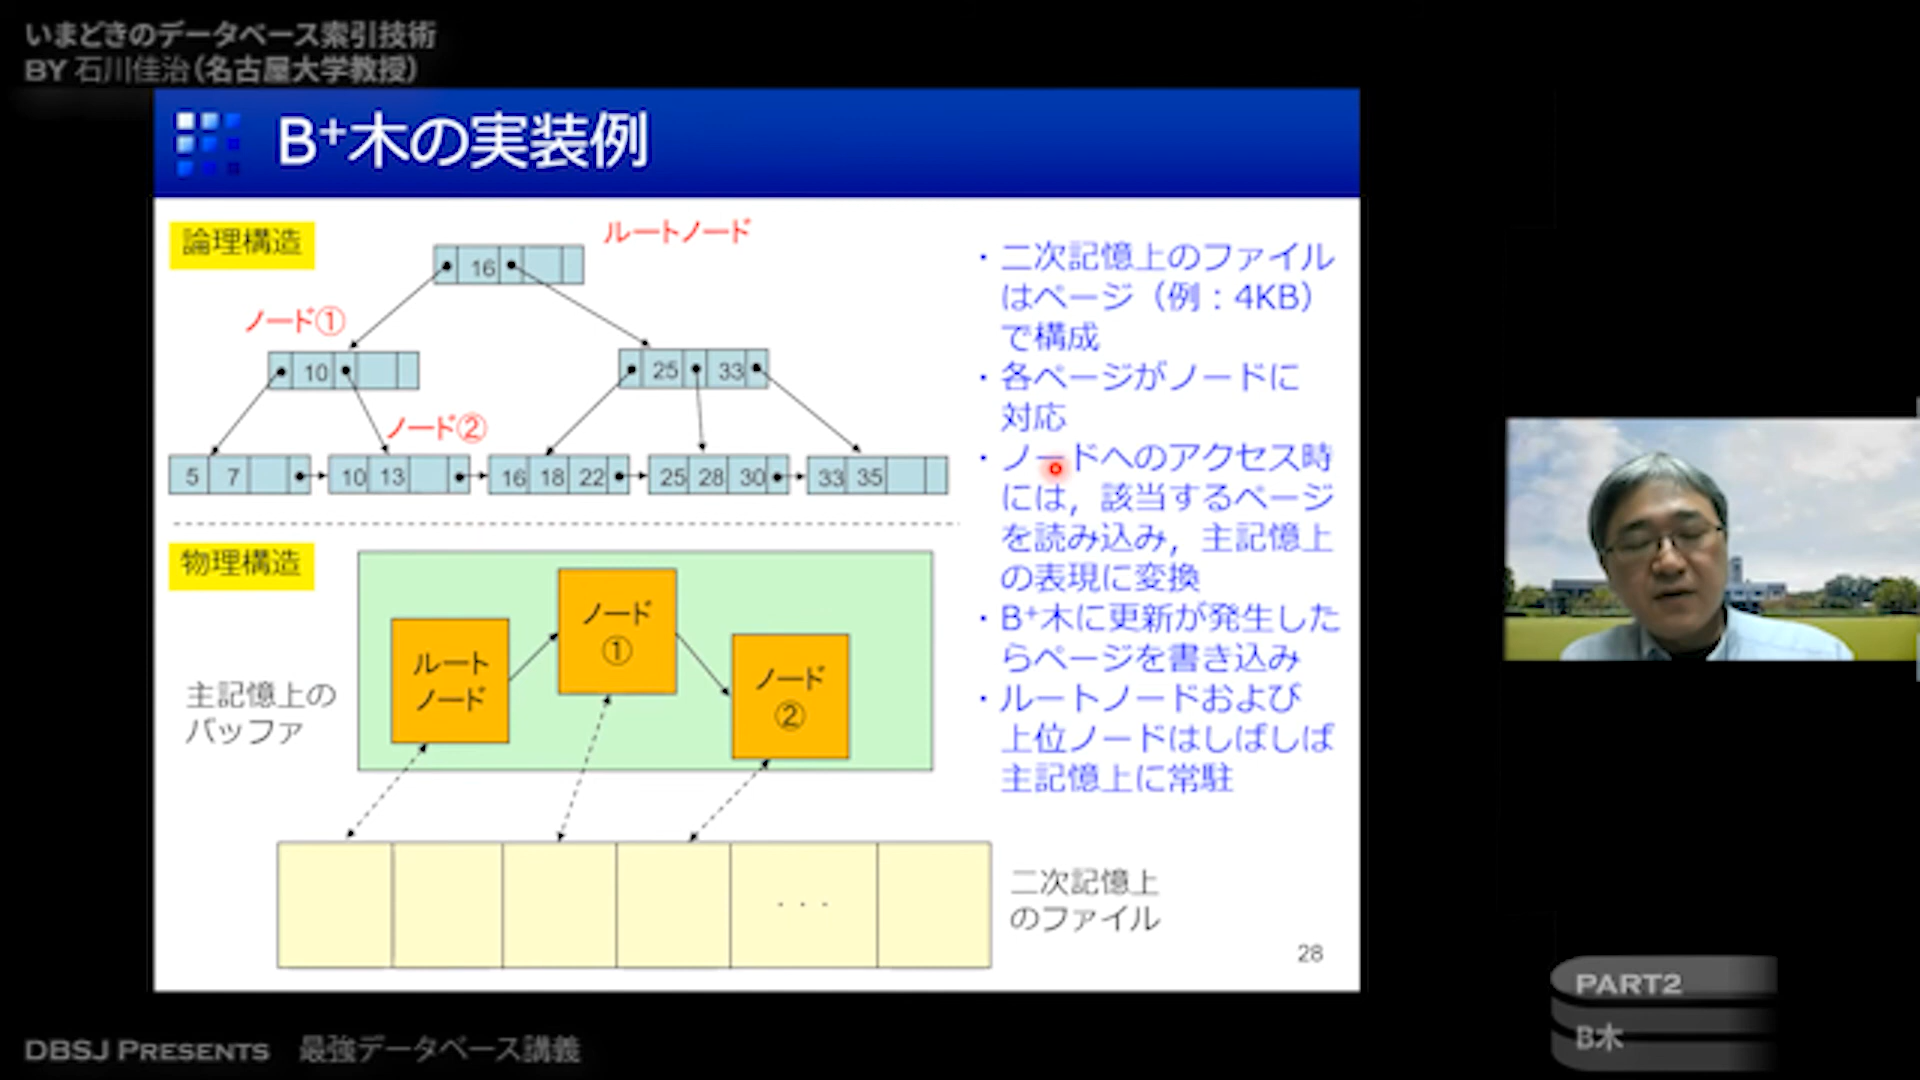 いまどきのデータベース索引技術
BY 石川佳治(名古屋大学教授)
B+木の実装例
論理構造
ルートノード
16
ノード①
10
25 33
ノード②
5 7
10 13
16 18 22
25 28 30
33 35
物理構造
主記憶上の
バッファ
ルート
ノード
ノード
①
ノード
②
・・・
二次記憶上
のファイル
・二次記憶上のファイル
はページ（例：4KB）
で構成
・各ページがノードに
対応
・ノードへのアクセス時
には，該当するページ
を読み込み，主記憶上
の表現に変換
・B+木に更新が発生した
らページを書き込み
・ルートノードおよび
上位ノードはしばしば
主記憶上に常駐
28
PART2
B木
DBSJ PRESENTS 最強データベース講義